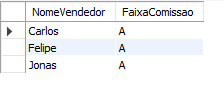 NomeVendedor FaixaComissao
Carlos A
Felipe A
Jonas A